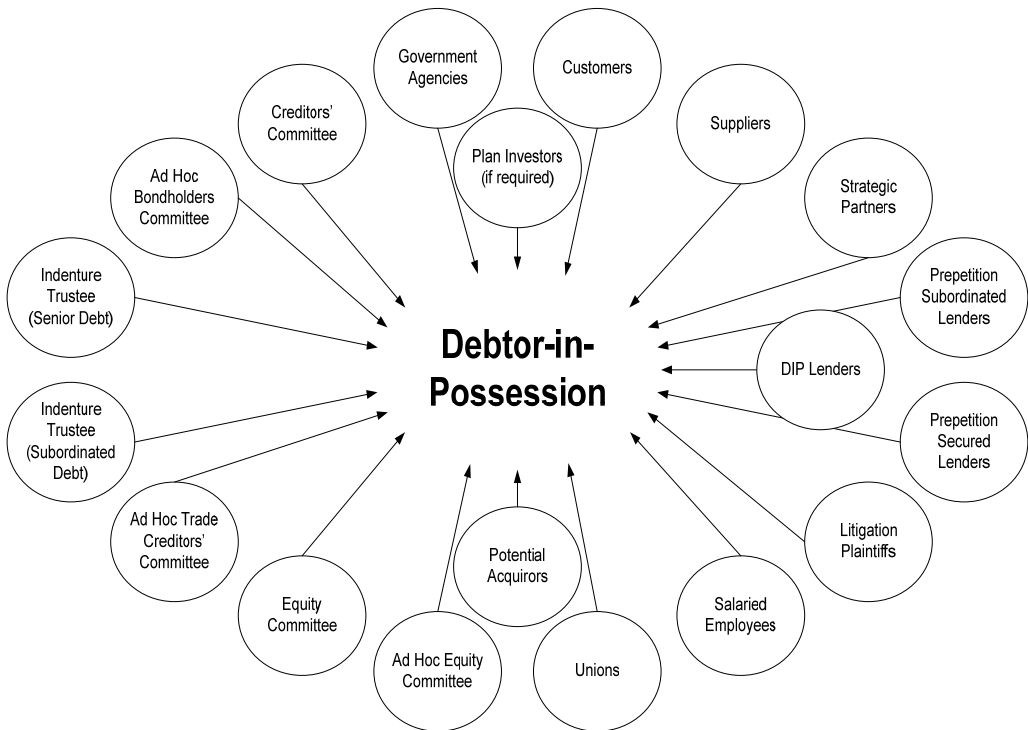 Government
Agencies
Customers
Creditors'
Committee
Suppliers
Plan Investors
(if required)
Ad Hoc
Bondholders
Committee
Strategic
Partners
Indenture
Trustee
(Senior Debt)
Prepetition
Subordinated
Lenders
Debtor-in-
Possession
DIP Lenders
Indenture
Trustee
(Subordinated
Debt)
Prepetition
Secured
Lenders
Ad Hoc Trade
Creditors'
Committee
Litigation
Plaintiffs
Potential
Acquirors
Equity
Committee
Salaried
Employees
Ad Hoc Equity
Committee
Unions